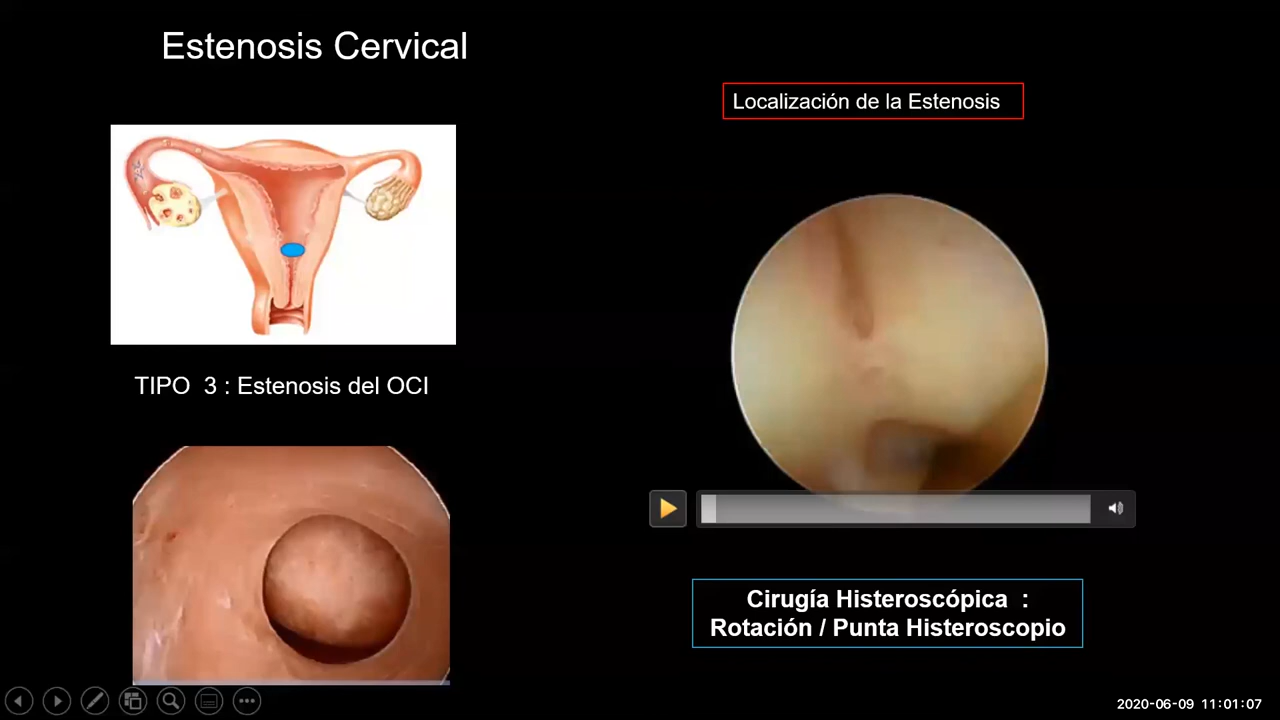 Estenosis Cervical
Localización de la Estenosis
TIPO 3 : Estenosis del OCI
Cirugía Histeroscópica :
Rotación / Punta Histeroscopio
2020-06-09 11:01:07